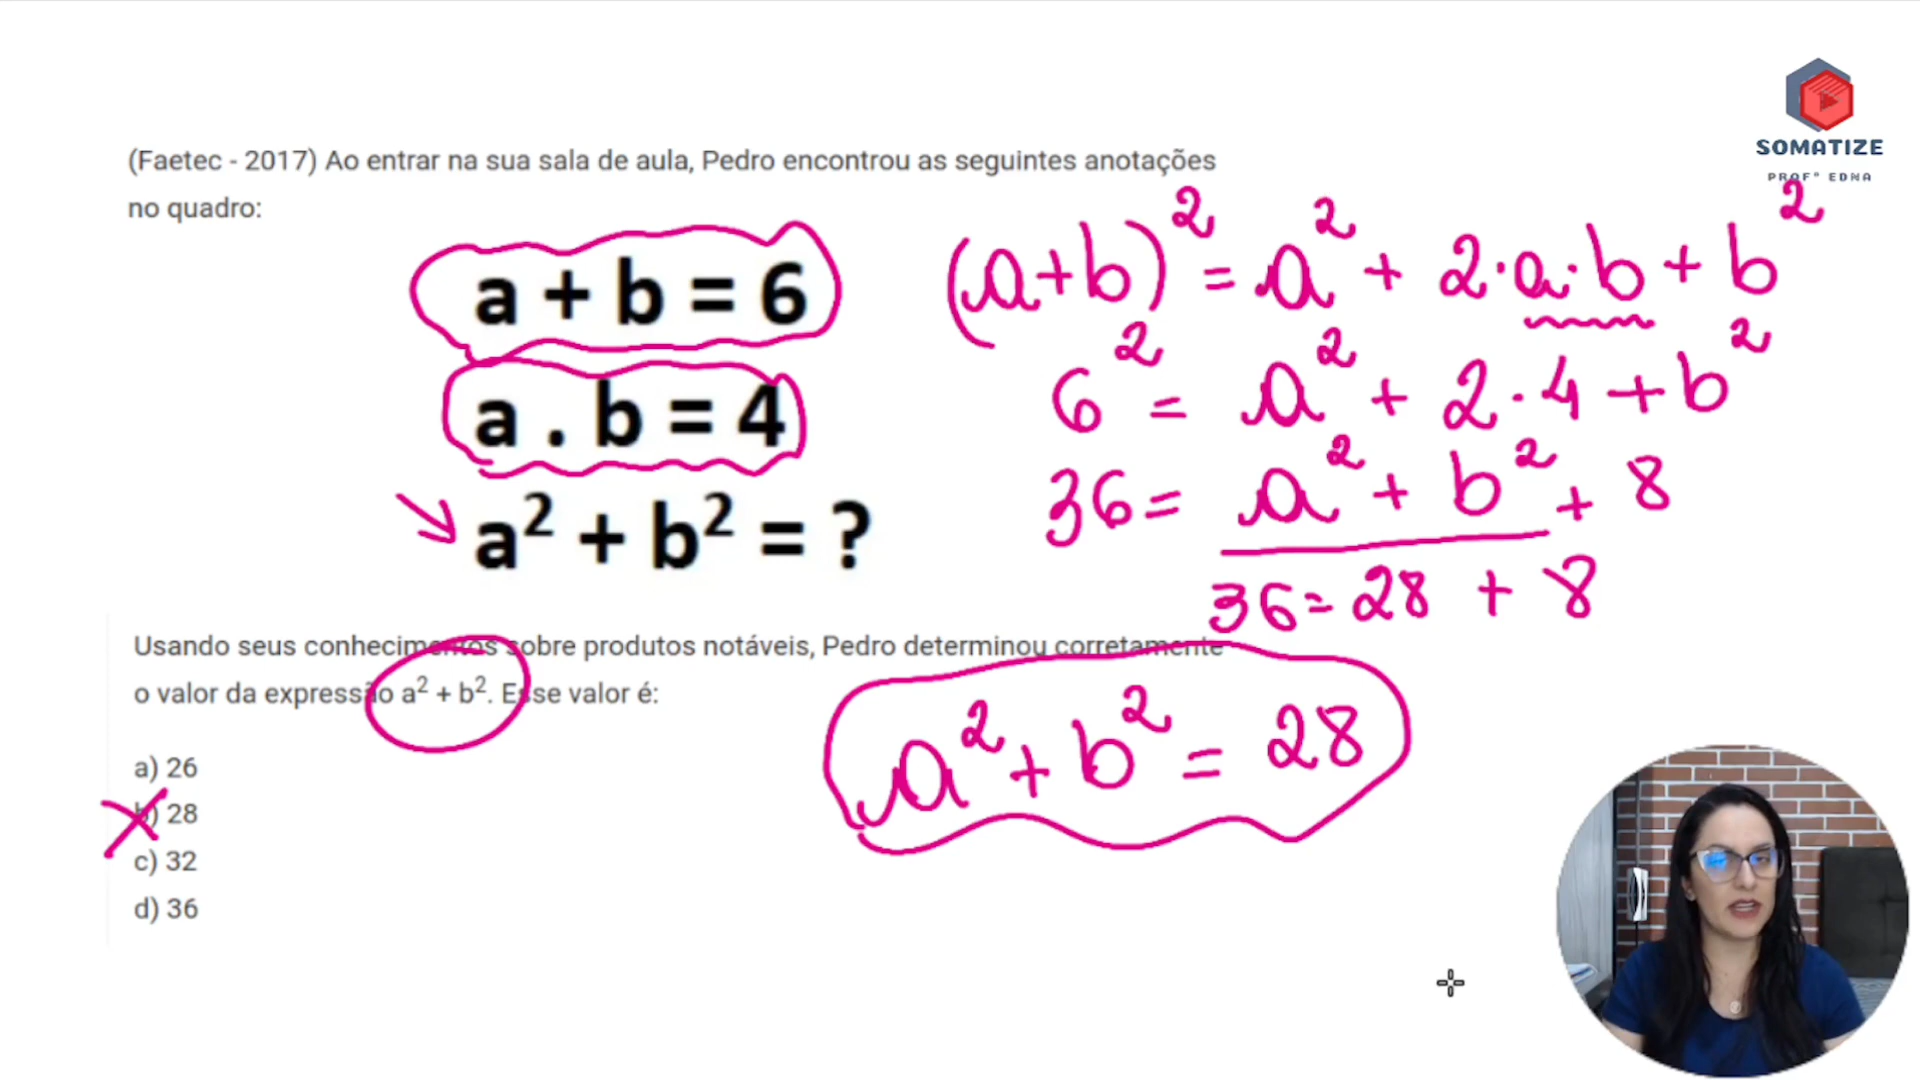 SOMATIZE
PROFª EDNA
(Faetec - 2017) Ao entrar na sua sala de aula, Pedro encontrou as seguintes anotações
no quadro:
a + b = 6
a . b = 4
a² + b² = ?
(a+b)² = a² + 2·a·b + b²
6² = a² + 2·4 + b²
36 = a² + b² + 8
36 = 28 + 8
Usando seus conhecimentos sobre produtos notáveis, Pedro determinou corretamente
o valor da expressão a² + b². Esse valor é:
a² + b² = 28
a) 26
b) 28
c) 32
d) 36